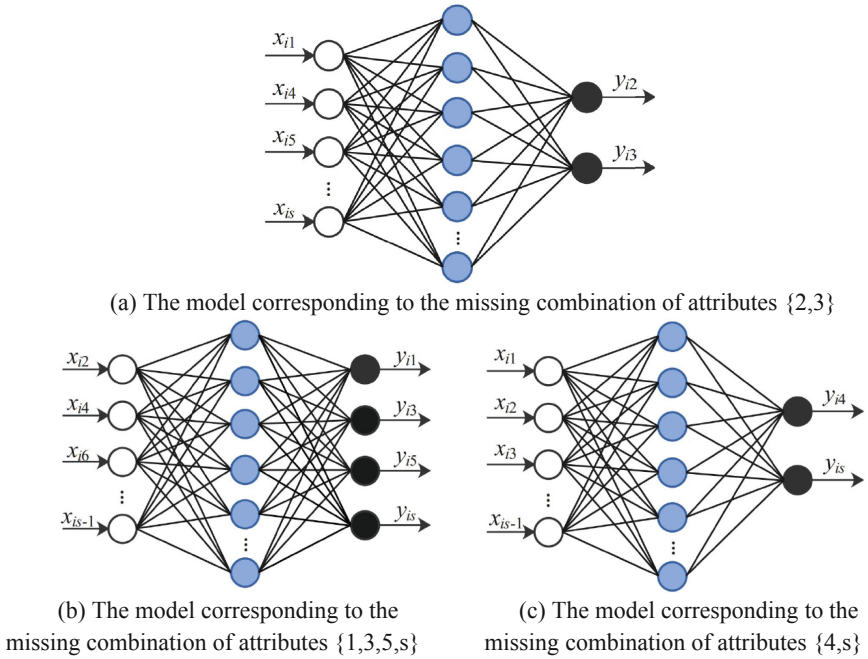 x_{i1}
x_{i4}
x_{i5}
⋮
x_{is}
⋮
y_{i2}
y_{i3}
(a) The model corresponding to the missing combination of attributes {2,3}
x_{i2}
x_{i4}
x_{i6}
⋮
x_{is-1}
⋮
y_{i1}
y_{i3}
y_{i5}
y_{is}
(b) The model corresponding to the
missing combination of attributes {1,3,5,s}
x_{i1}
x_{i2}
x_{i3}
⋮
x_{is-1}
⋮
y_{i4}
y_{is}
(c) The model corresponding to the
missing combination of attributes {4,s}